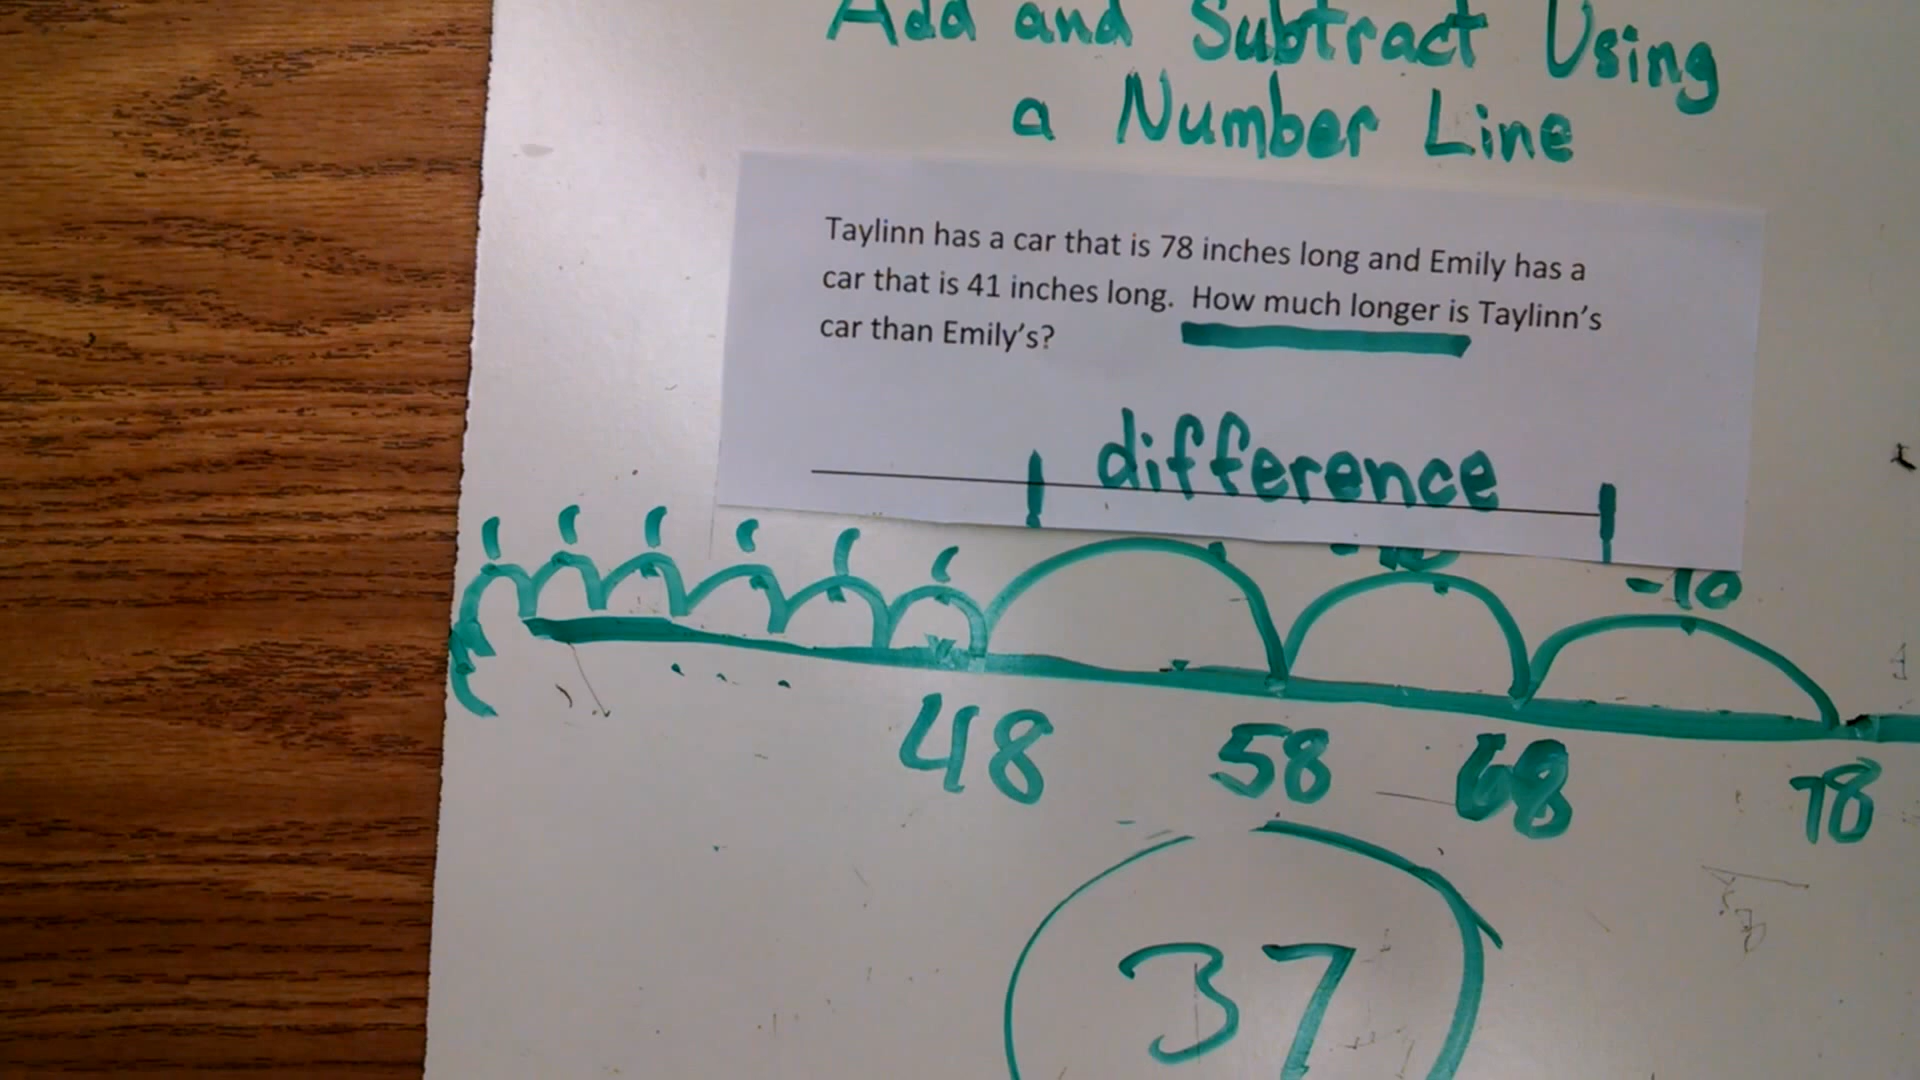 Add and Subtract Using
a Number Line
Taylinn has a car that is 78 inches long and Emily has a
car that is 41 inches long. How much longer is Taylinn's
car than Emily's?
difference
-10
48 58 68 78
37